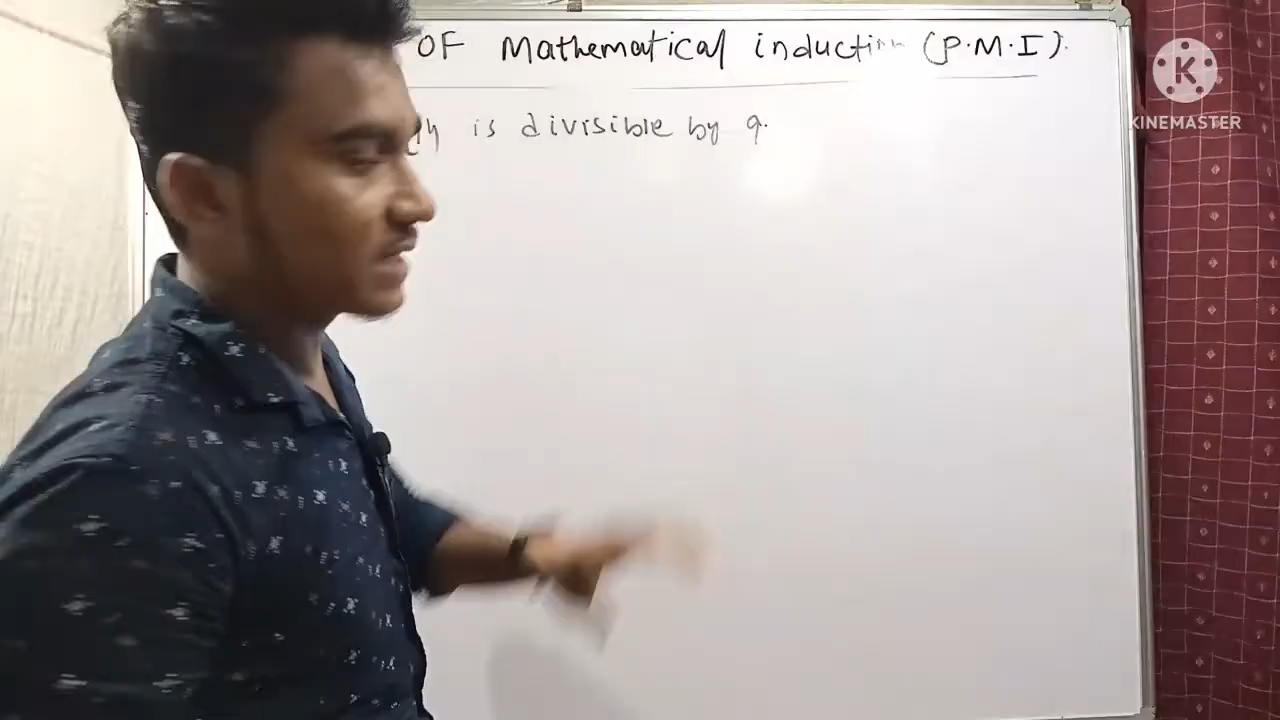 OF Mathematical induction (P.M.I).
is divisible by 9.
KINEMASTER